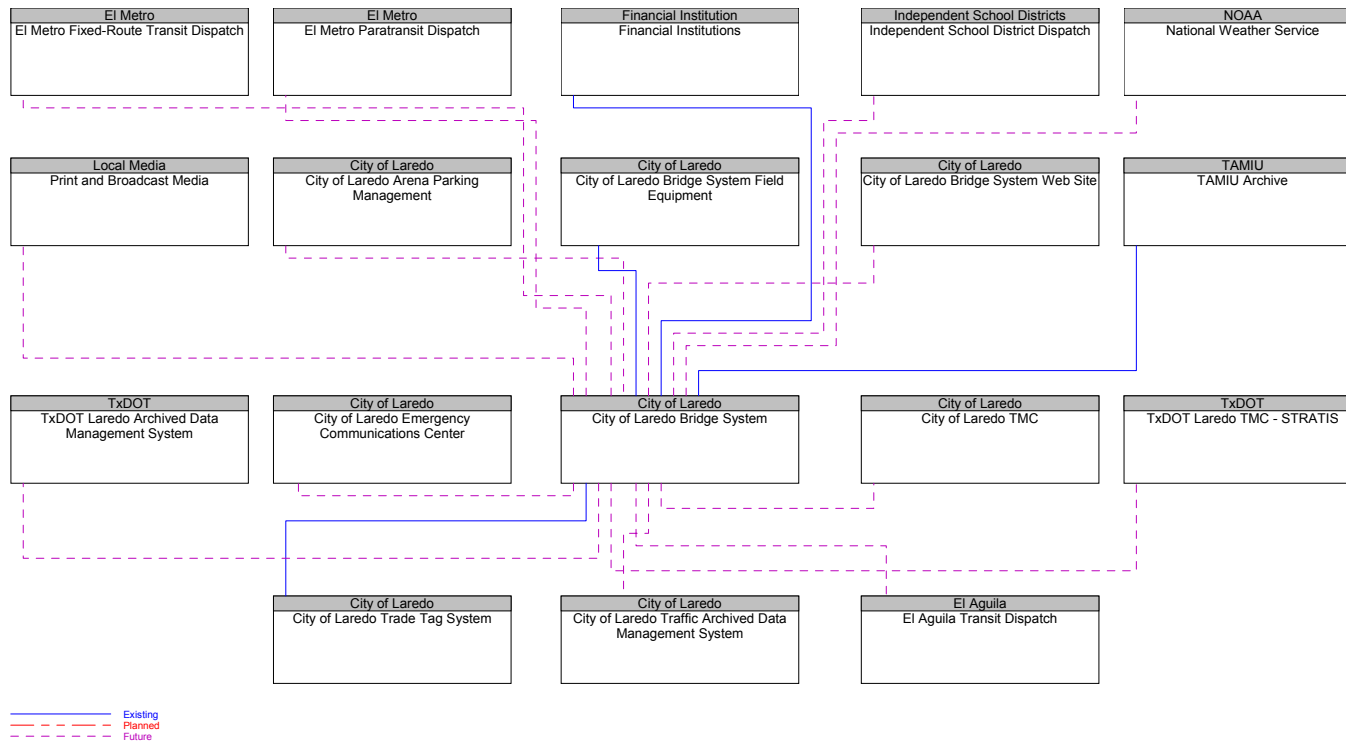 El Metro
El Metro Fixed-Route Transit Dispatch
El Metro
El Metro Paratransit Dispatch
Financial Institution
Financial Institutions
Independent School Districts
Independent School District Dispatch
NOAA
National Weather Service
Local Media
Print and Broadcast Media
City of Laredo
City of Laredo Arena Parking
Management
City of Laredo
City of Laredo Bridge System Field
Equipment
City of Laredo
City of Laredo Bridge System Web Site
TAMIU
TAMIU Archive
TxDOT
TxDOT Laredo Archived Data
Management System
City of Laredo
City of Laredo Emergency
Communications Center
City of Laredo
City of Laredo Bridge System
City of Laredo
City of Laredo TMC
TxDOT
TxDOT Laredo TMC - STRATIS
City of Laredo
City of Laredo Trade Tag System
City of Laredo
City of Laredo Traffic Archived Data
Management System
El Aguila
El Aguila Transit Dispatch
Existing
Planned
Future